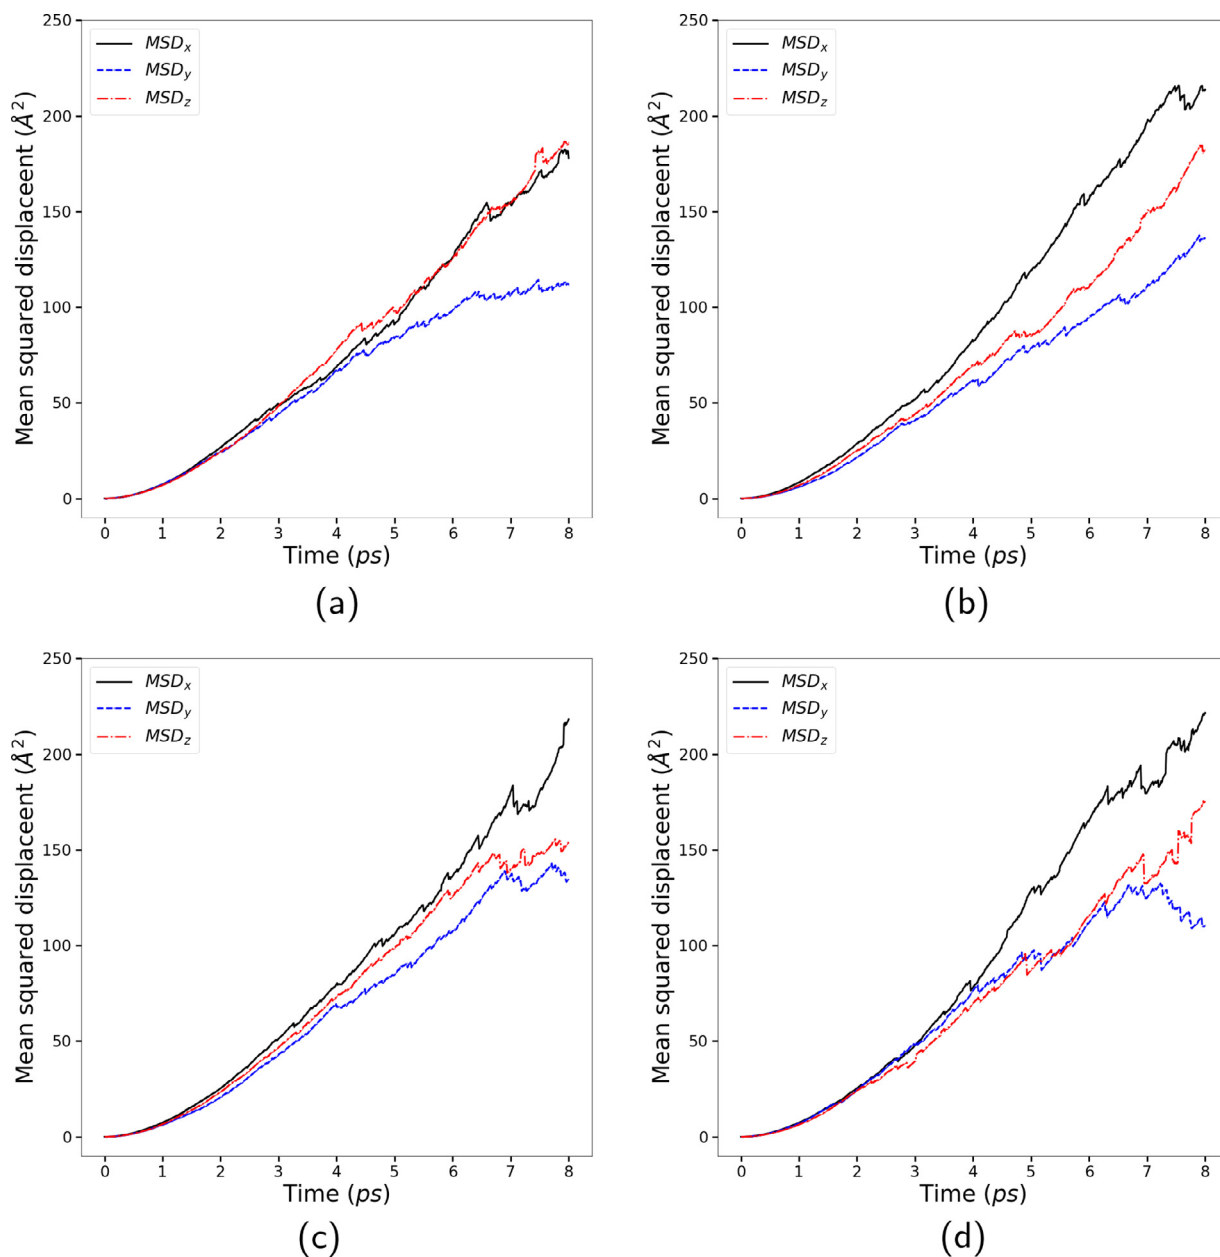 250
200
150
100
50
0
Mean squared displaceent (Å²)
MSDx
MSDy
MSDz
0 1 2 3 4 5 6 7 8
Time (ps)
(a)
250
200
150
100
50
0
Mean squared displaceent (Å²)
MSDx
MSDy
MSDz
0 1 2 3 4 5 6 7 8
Time (ps)
(b)
250
200
150
100
50
0
Mean squared displaceent (Å²)
MSDx
MSDy
MSDz
0 1 2 3 4 5 6 7 8
Time (ps)
(c)
250
200
150
100
50
0
Mean squared displaceent (Å²)
MSDx
MSDy
MSDz
0 1 2 3 4 5 6 7 8
Time (ps)
(d)